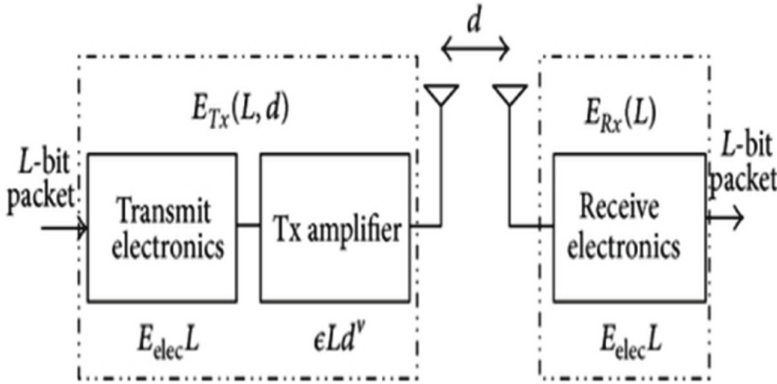 d
E_Tx(L, d)
E_Rx(L)
L-bit
packet
Transmit
electronics
Tx amplifier
Receive
electronics
L-bit
packet
E_elec L
ϵLd^v
E_elec L